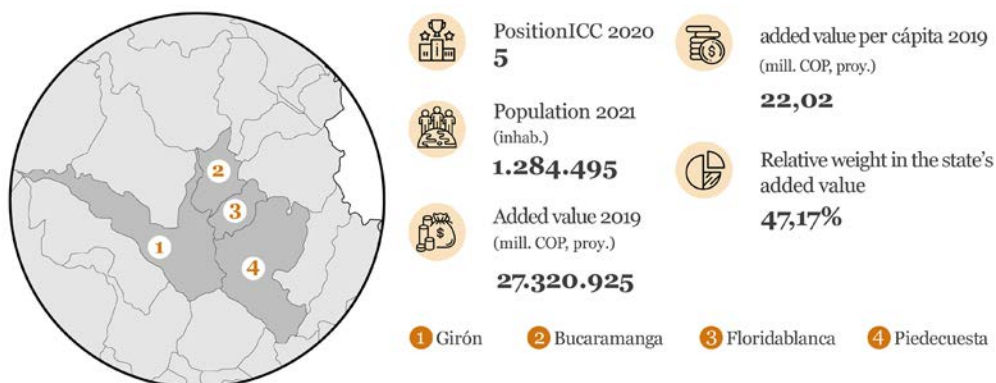 2
3
1
4
PositionICC 2020
5
Population 2021
(inhab.)
1.284.495
Added value 2019
(mill. COP, proy.)
27.320.925
added value per cápita 2019
(mill. COP, proy.)
22,02
Relative weight in the state's
added value
47,17%
1 Girón
2 Bucaramanga
3 Floridablanca
4 Piedecuesta